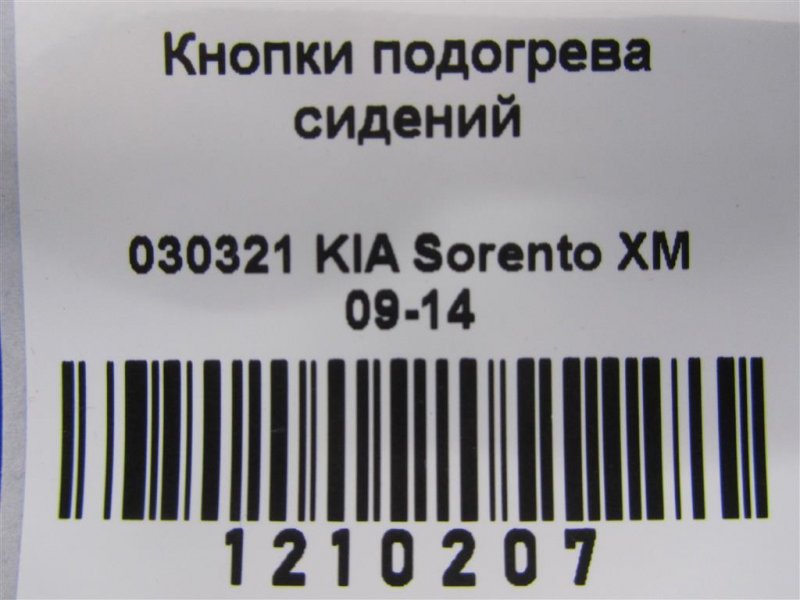 Кнопки подогрева
сидений
030321 KIA Sorento XM
09-14
1210207